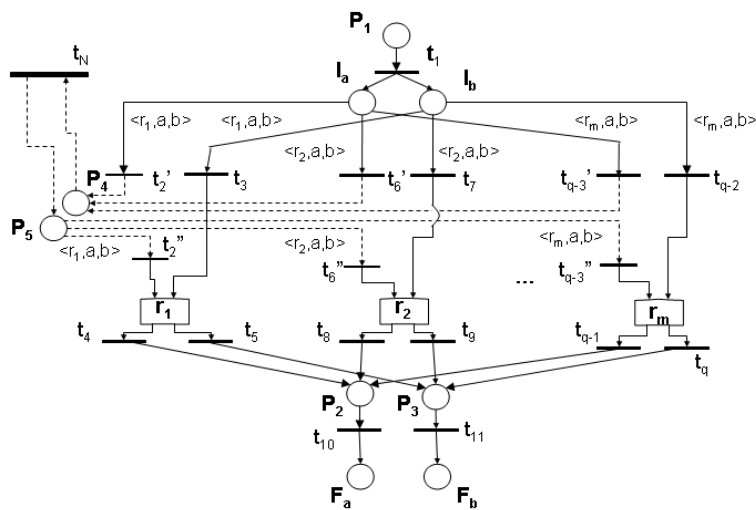 P1
tN
t1
Ia
Ib
<r1,a,b>
<r1,a,b>
<r2,a,b>
<r2,a,b>
<rm,a,b>
<rm,a,b>
P4
t2'
t3
t6'
t7
tq-3'
tq-2
P5
<r1,a,b>
t2"
<r2,a,b>
t6"
<rm,a,b>
tq-3"
...
r1
r2
rm
t4
t5
t8
t9
tq-1
tq
P2
P3
t10
t11
Fa
Fb